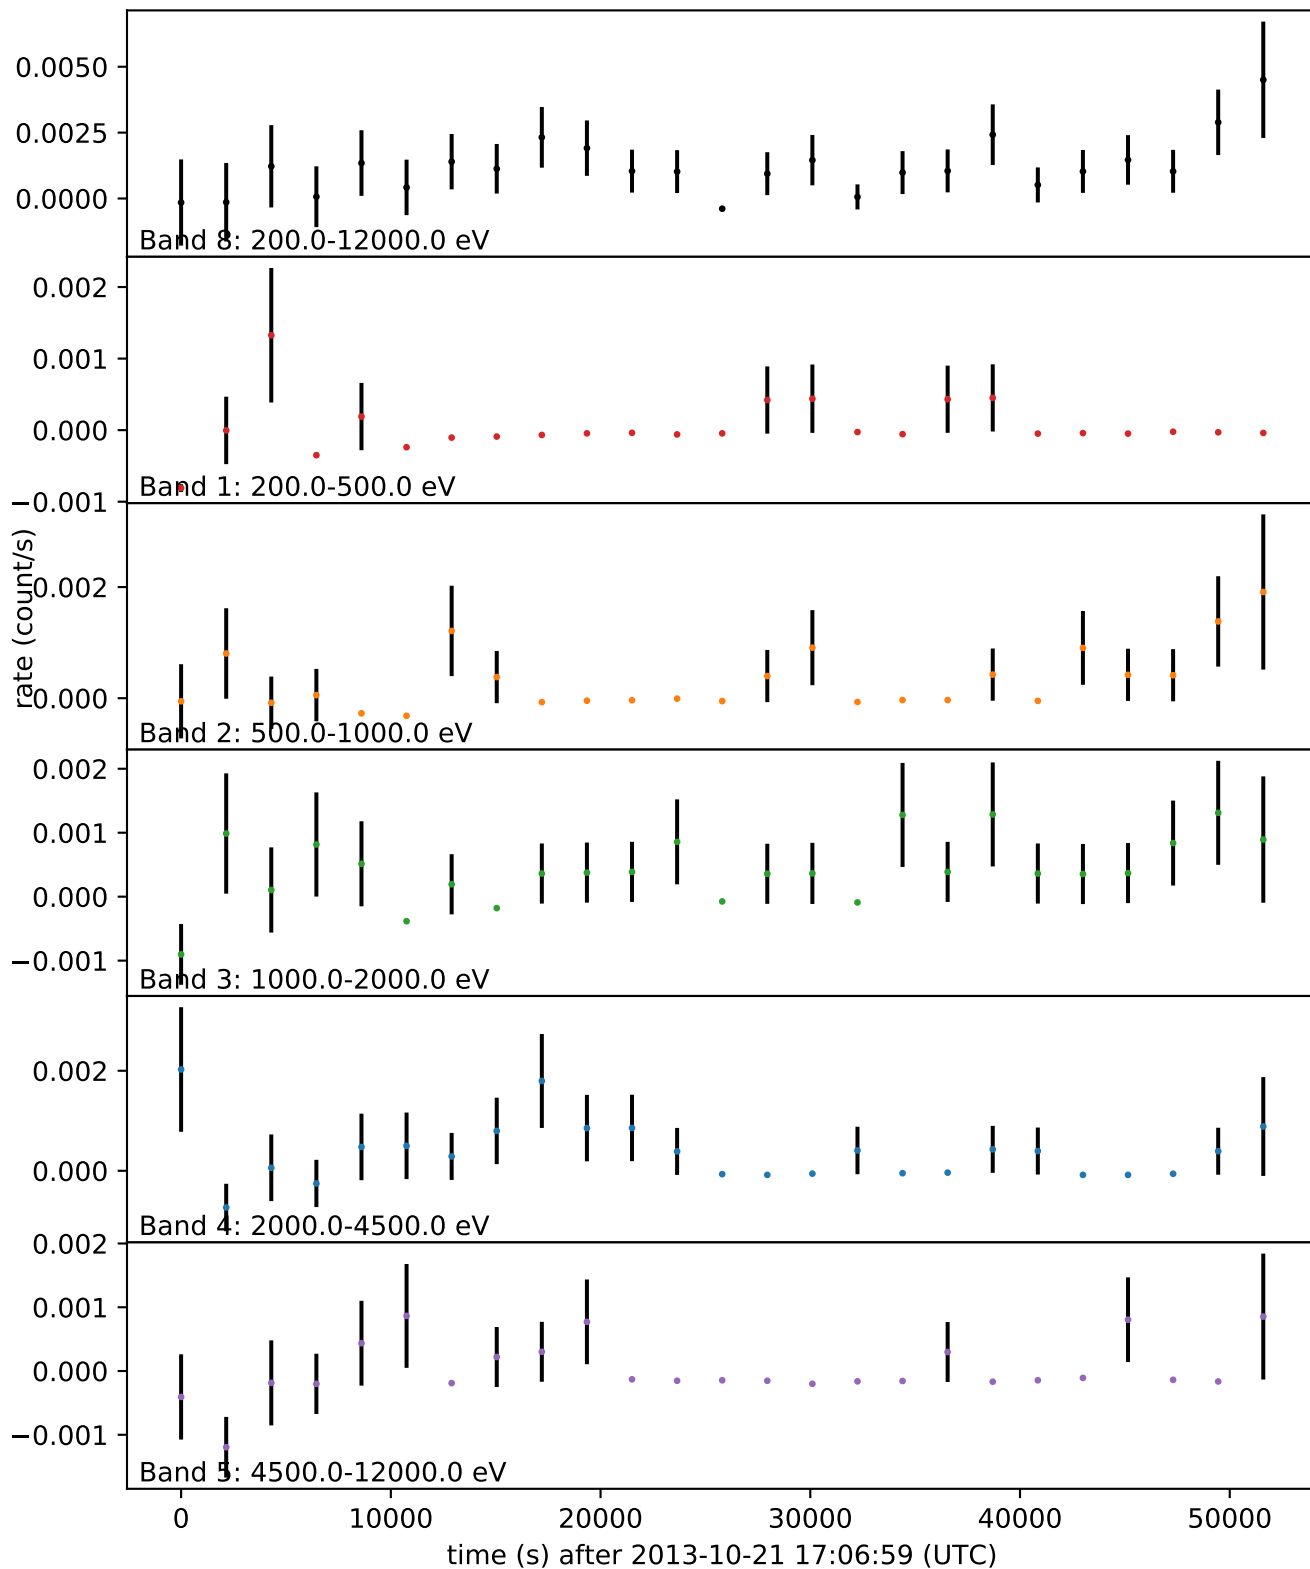 0.0050
0.0025
0.0000
Band 8: 200.0-12000.0 eV
0.002
0.001
0.000
−0.001
Band 1: 200.0-500.0 eV
rate (count/s)
0.002
0.000
Band 2: 500.0-1000.0 eV
0.002
0.001
0.000
−0.001
Band 3: 1000.0-2000.0 eV
0.002
0.000
Band 4: 2000.0-4500.0 eV
0.002
0.001
0.000
−0.001
Band 5: 4500.0-12000.0 eV
0 10000 20000 30000 40000 50000
time (s) after 2013-10-21 17:06:59 (UTC)